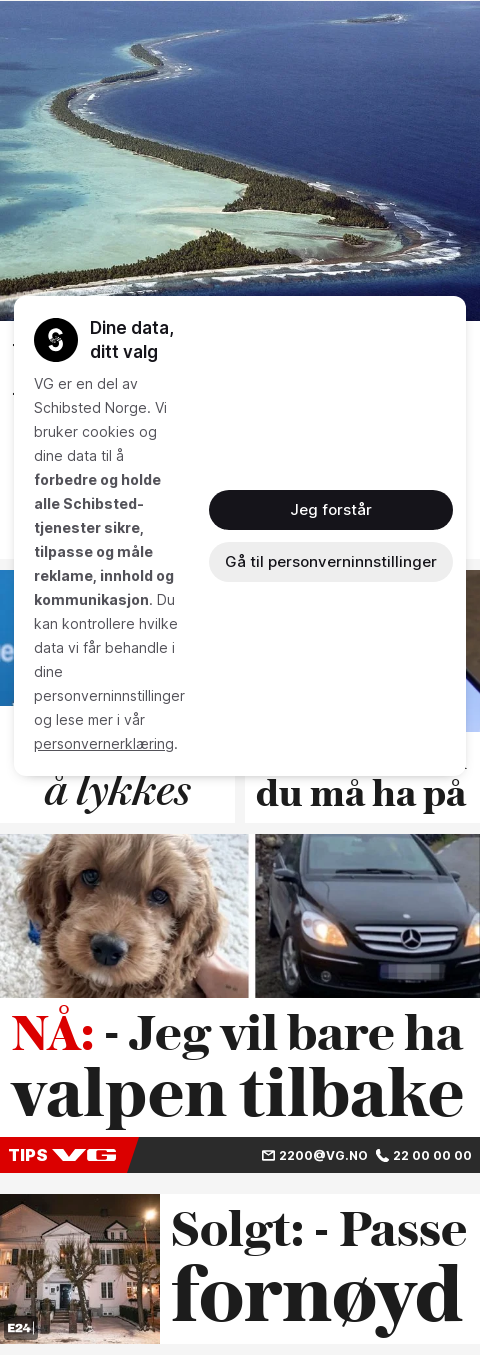 Dine data,
ditt valg
VG er en del av
Schibsted Norge. Vi
bruker cookies og
dine data til å
forbedre og holde
alle Schibsted-
tjenester sikre,
tilpasse og måle
reklame, innhold og
kommunikasjon. Du
kan kontrollere hvilke
data vi får behandle i
dine
personverninnstillinger
og lese mer i vår
personvernerklæring.
Jeg forstår
Gå til personverninnstillinger
å lykkes
du må ha på
NÅ: - Jeg vil bare ha
valpen tilbake
TIPS VG 2200@VG.NO 22 00 00 00
Solgt: - Passe
fornøyd
E24